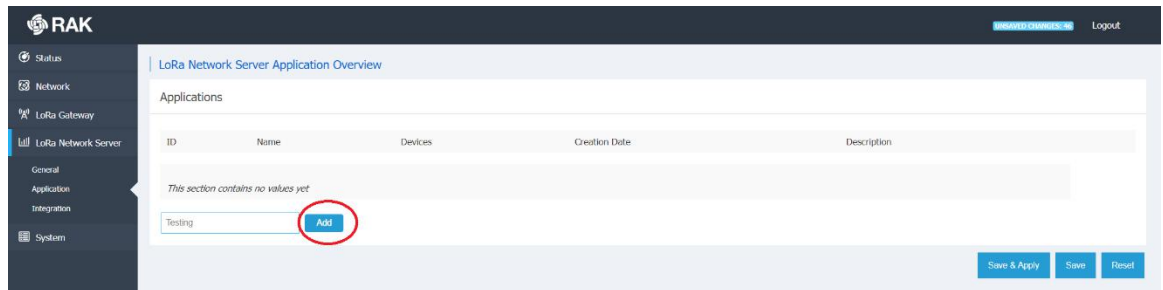 RAK
UNSAVED CHANGES: 46
Logout
Status
Network
LoRa Gateway
LoRa Network Server
General
Application
Integration
System
LoRa Network Server Application Overview
Applications
ID Name Devices Creation Date Description
This section contains no values yet
Testing Add
Save & Apply Save Reset